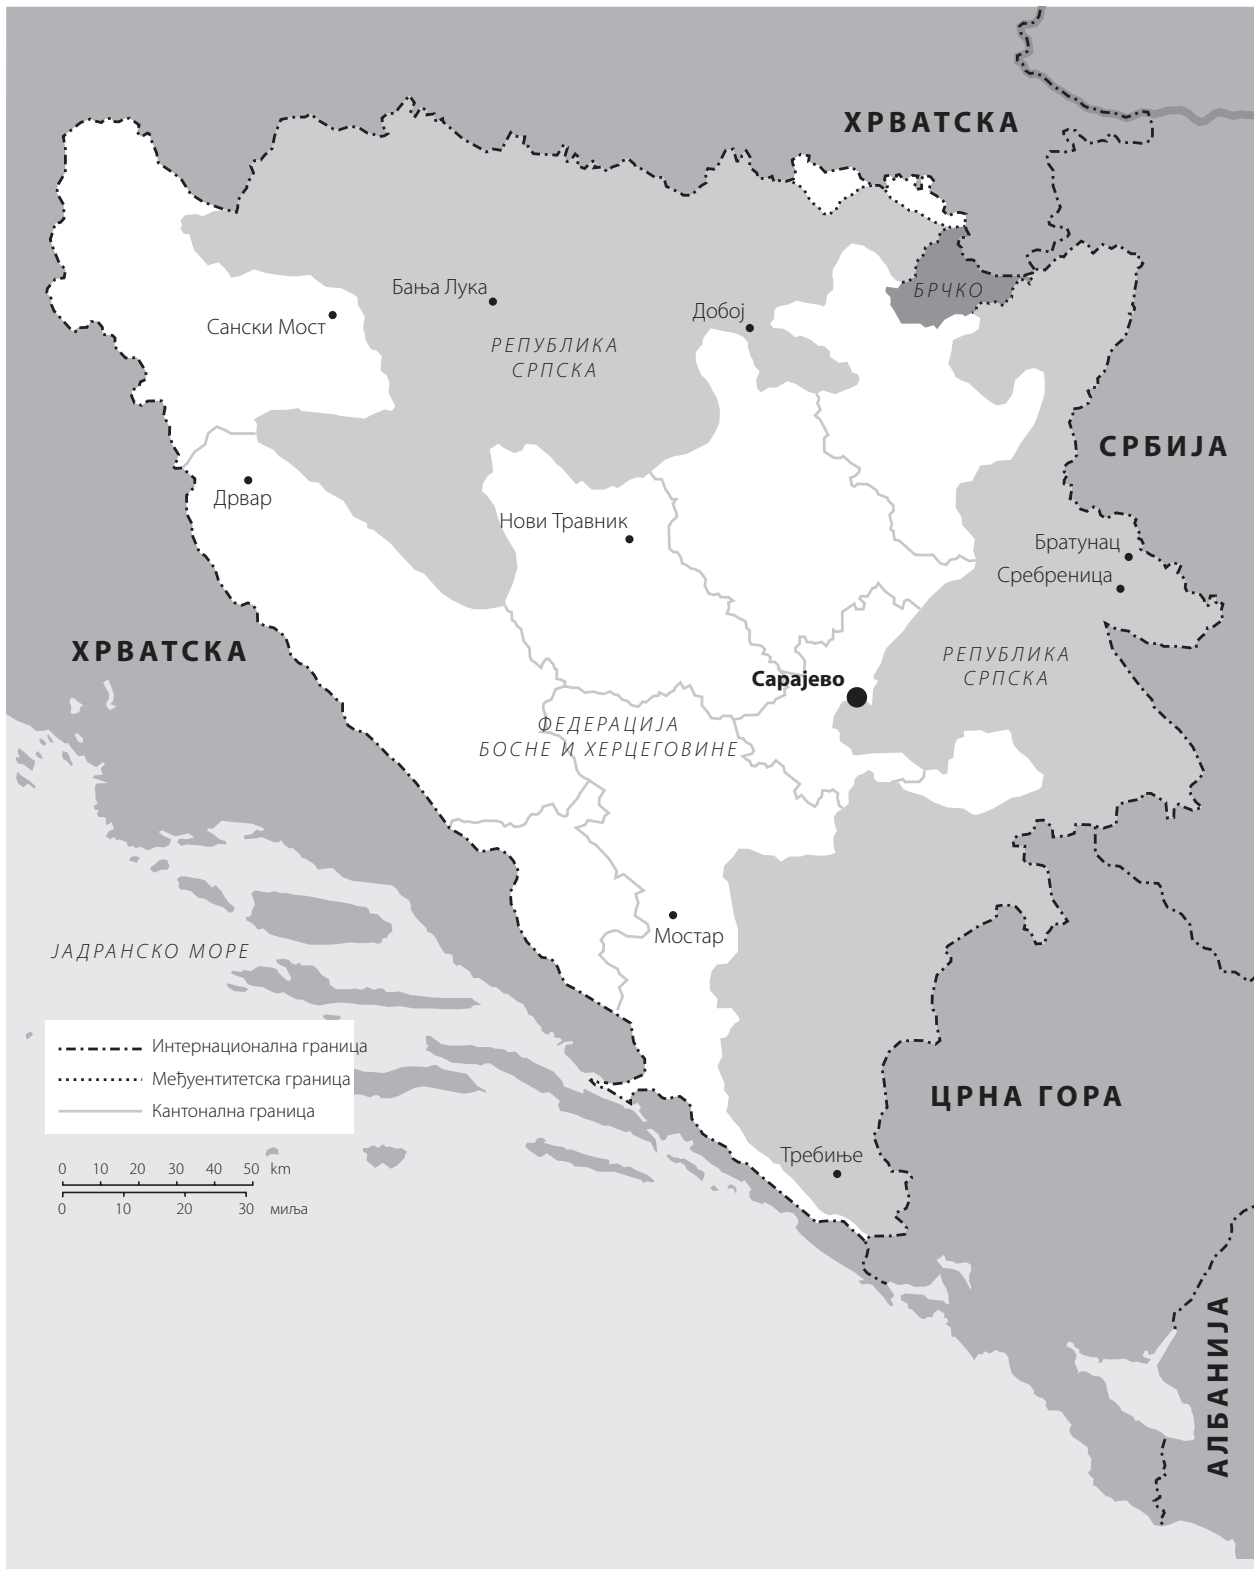 ХРВАТСКА
Бања Лука
БРЧКО
Добој
Сански Мост
РЕПУБЛИКА
СРПСКА
СРБИЈА
Дрвар
Нови Травник
Братунац
Сребреница
ХРВАТСКА
РЕПУБЛИКА
СРПСКА
Сарајево
ФЕДЕРАЦИЈА
БОСНЕ И ХЕРЦЕГОВИНЕ
Мостар
ЈАДРАНСКО МОРЕ
Интернационална граница
Међуентитетска граница
Кантонална граница
ЦРНА ГОРА
Требиње
0 10 20 30 40 50 km
0 10 20 30 миља
АЛБАНИЈА